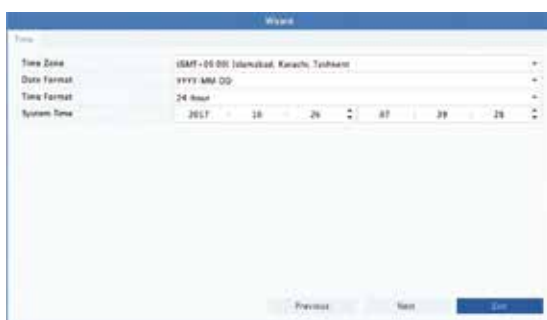 Wizard
Time
Time Zone (GMT+05:00) Islamabad, Karachi, Tashkent
Date Format YYYY-MM-DD
Time Format 24-hour
System Time 2017 - 10 - 26 07 : 39 : 28
Previous Next Exit